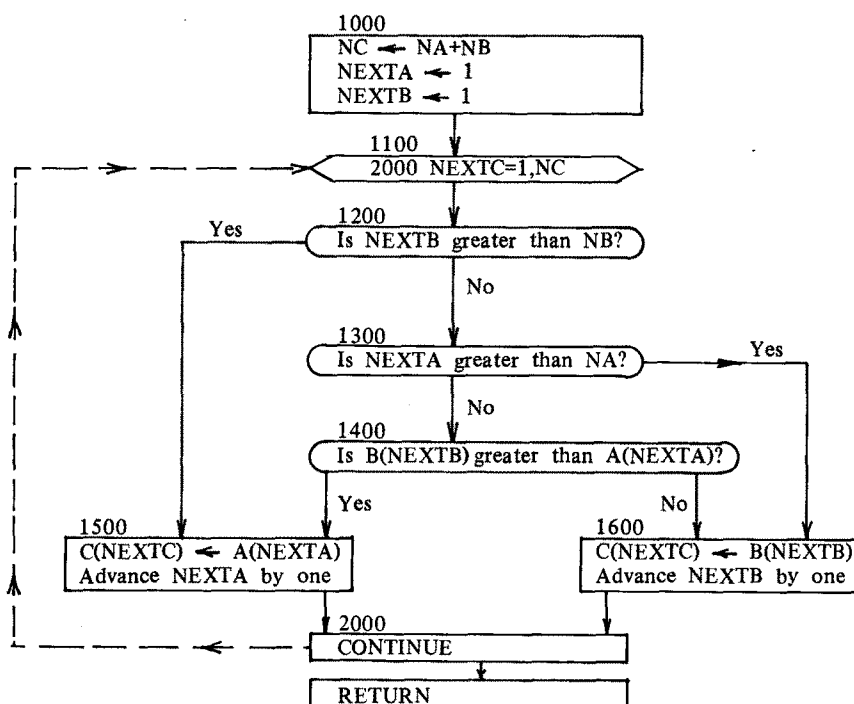 1000
NC ← NA+NB
NEXTA ← 1
NEXTB ← 1
1100
2000 NEXTC=1,NC
1200
Yes
Is NEXTB greater than NB?
No
1300
Is NEXTA greater than NA?
Yes
No
1400
Is B(NEXTB) greater than A(NEXTA)?
Yes
No
1500
C(NEXTC) ← A(NEXTA)
Advance NEXTA by one
1600
C(NEXTC) ← B(NEXTB)
Advance NEXTB by one
2000
CONTINUE
RETURN